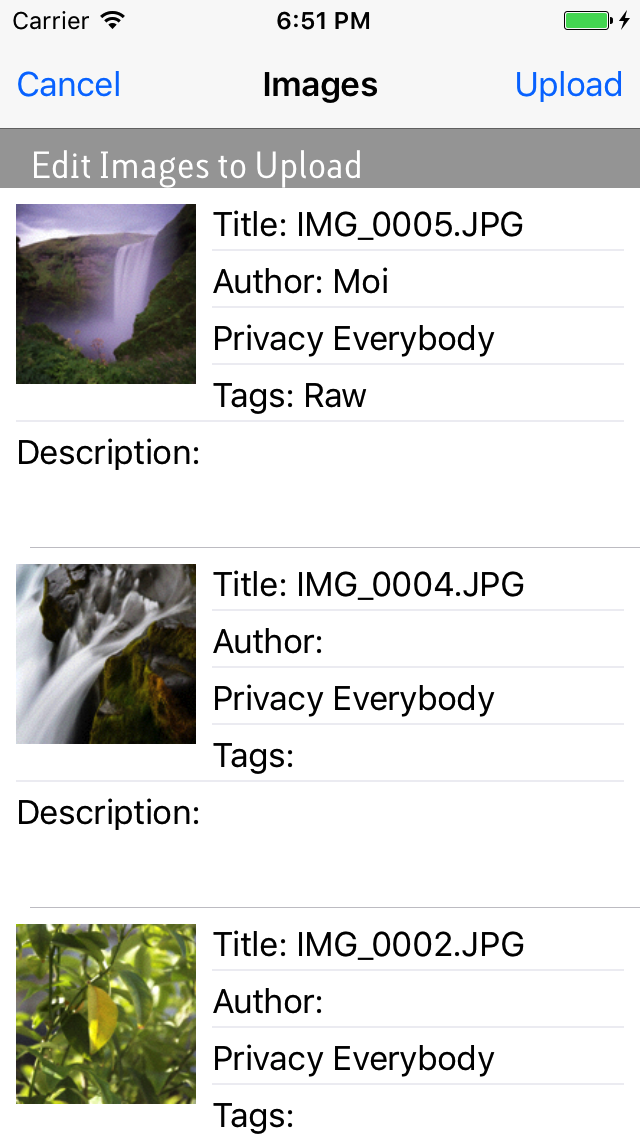 Carrier 6:51 PM
Cancel Images Upload
Edit Images to Upload
Title: IMG_0005.JPG
Author: Moi
Privacy Everybody
Tags: Raw
Description:
Title: IMG_0004.JPG
Author:
Privacy Everybody
Tags:
Description:
Title: IMG_0002.JPG
Author:
Privacy Everybody
Tags: